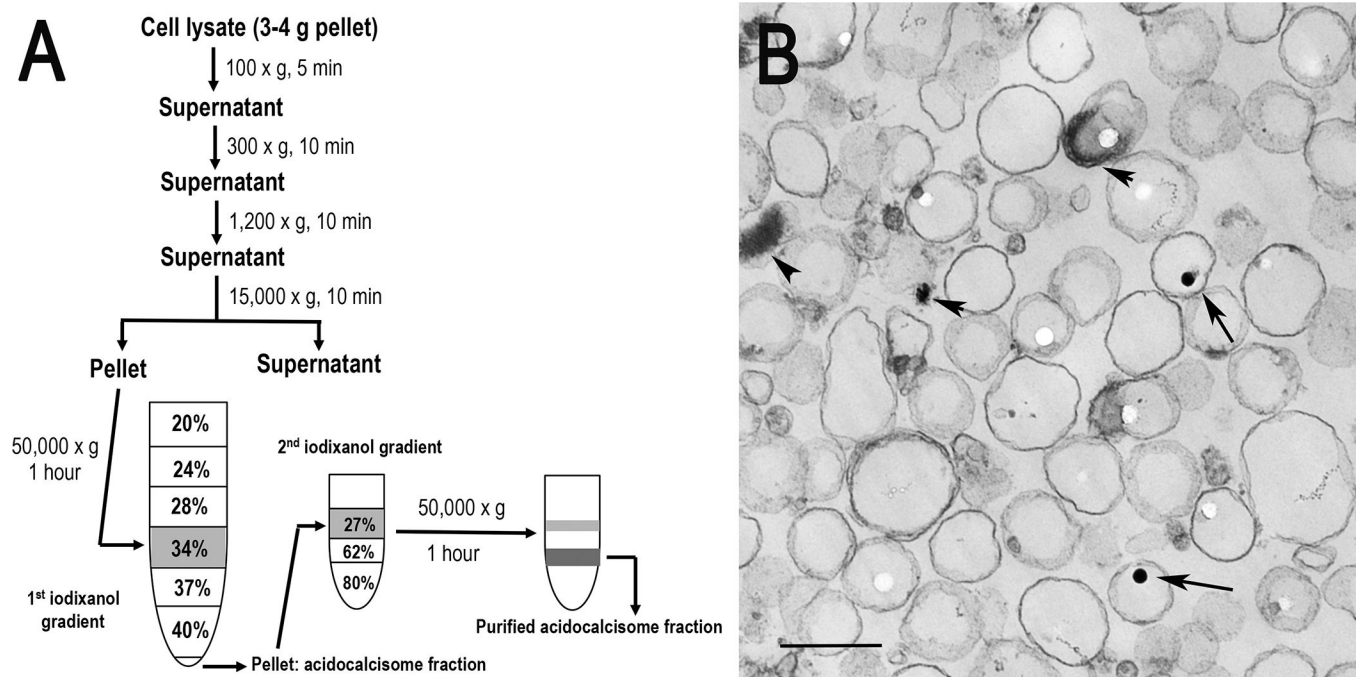 A
Cell lysate (3-4 g pellet)
100 x g, 5 min
Supernatant
300 x g, 10 min
Supernatant
1,200 x g, 10 min
Supernatant
15,000 x g, 10 min
Pellet
Supernatant
50,000 x g
1 hour
20%
24%
28%
34%
37%
40%
1st iodixanol
gradient
Pellet: acidocalcisome fraction
2nd iodixanol gradient
27%
62%
80%
50,000 x g
1 hour
Purified acidocalcisome fraction
B